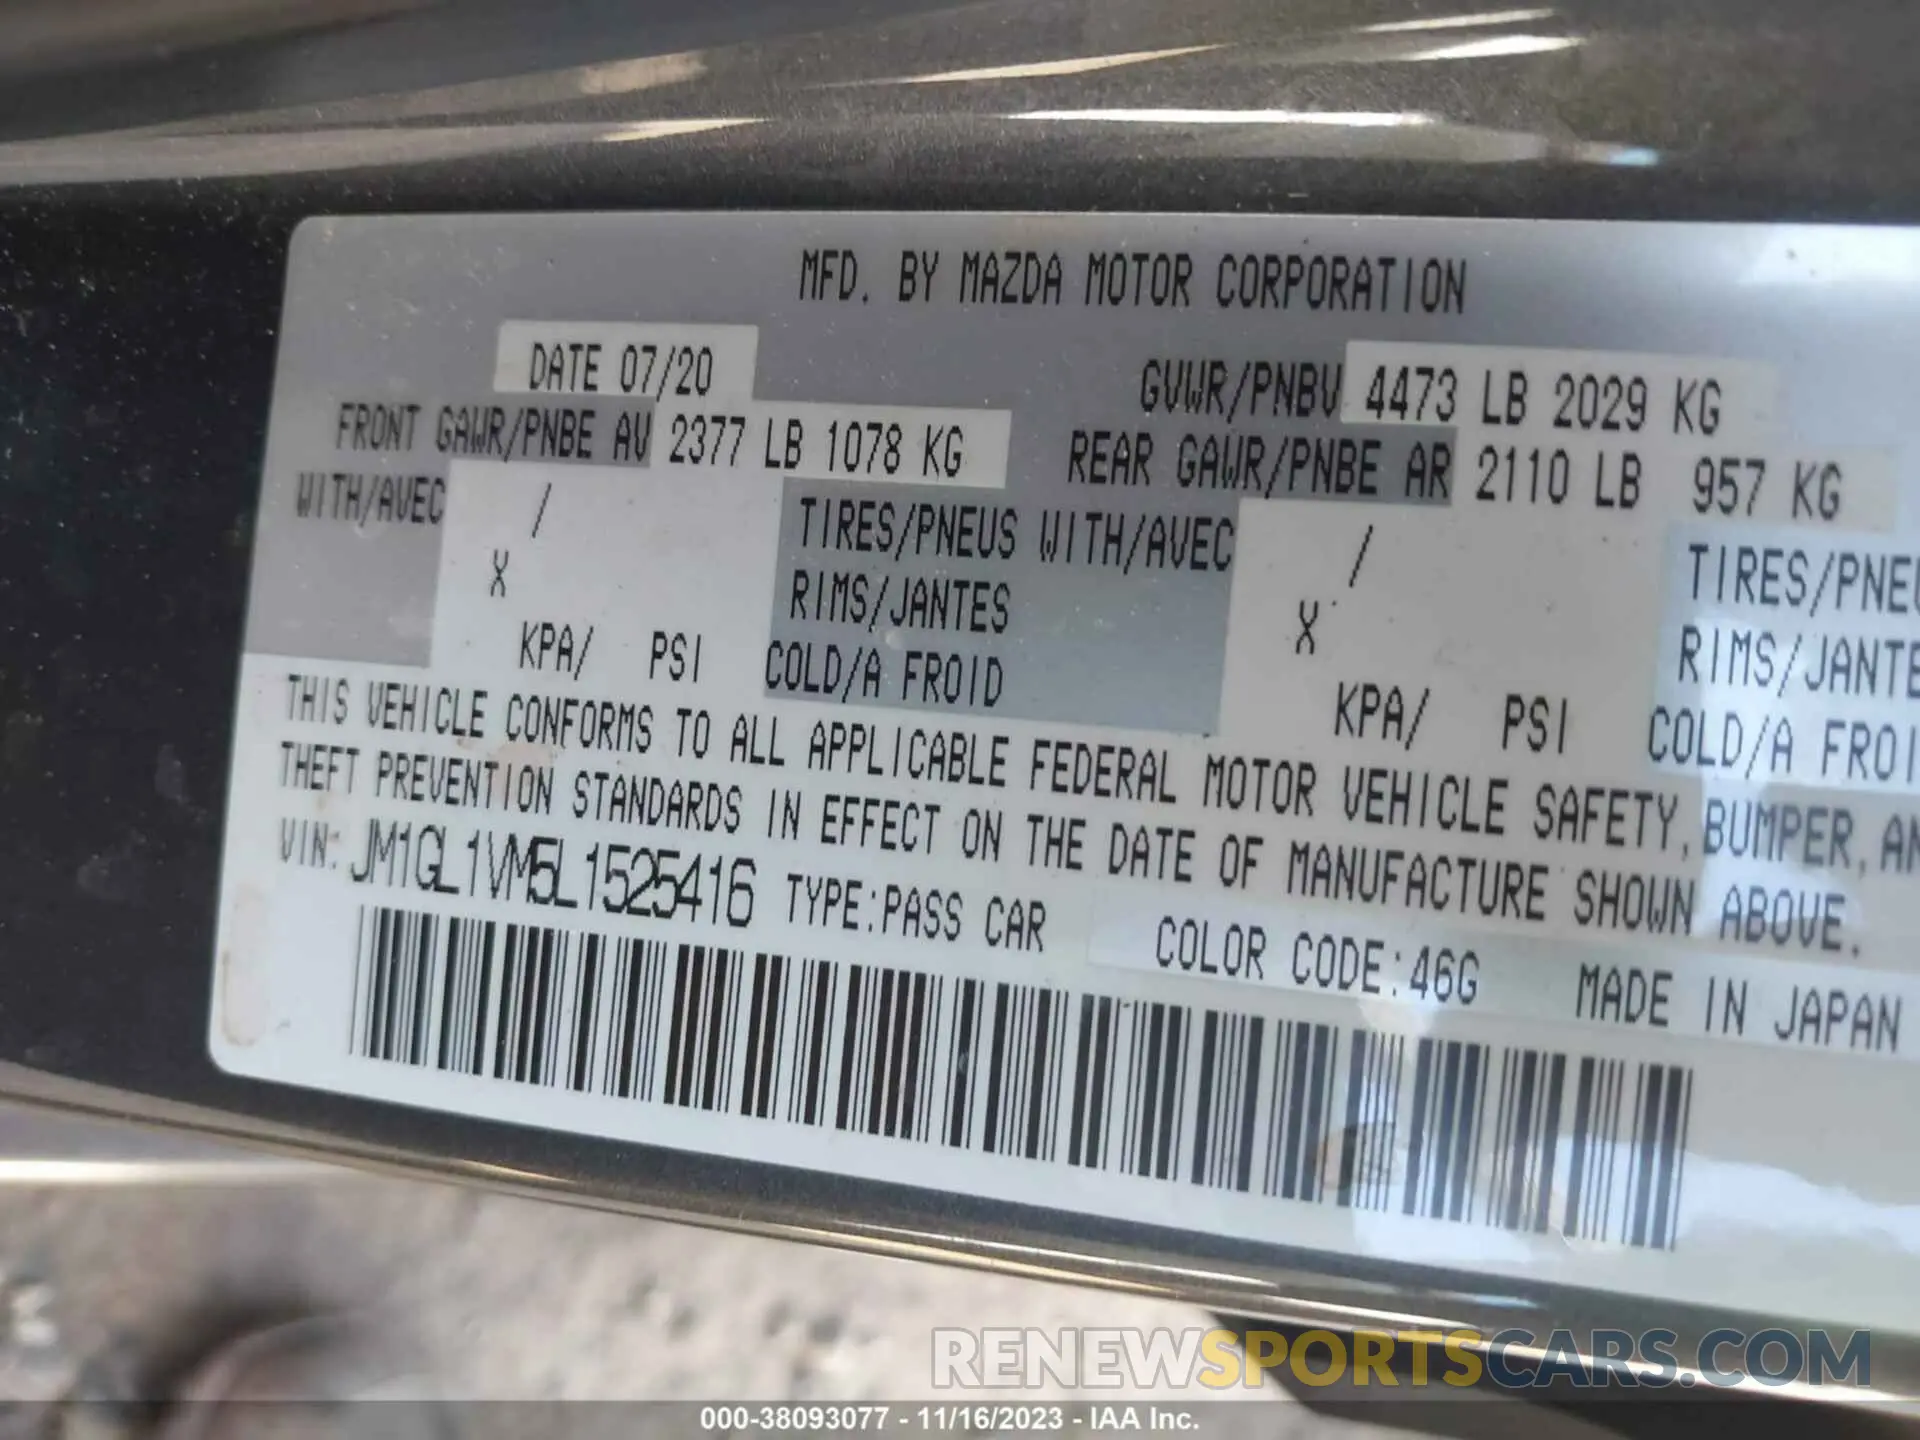 MFD. BY MAZDA MOTOR CORPORATION
DATE 07/20
GVWR/PNBV 4473 LB 2029 KG
FRONT GAWR/PNBE AV 2377 LB 1078 KG
REAR GAWR/PNBE AR 2110 LB 957 KG
WITH/AVEC / TIRES/PNEUS WITH/AVEC / TIRES/PNEU
X RIMS/JANTES X RIMS/JANTE
KPA/ PSI COLD/A FROID KPA/ PSI COLD/A FROI
THIS VEHICLE CONFORMS TO ALL APPLICABLE FEDERAL MOTOR VEHICLE SAFETY, BUMPER, AN
THEFT PREVENTION STANDARDS IN EFFECT ON THE DATE OF MANUFACTURE SHOWN ABOVE.
VIN: JM1GL1VM5L1525416 TYPE:PASS CAR
COLOR CODE:46G MADE IN JAPAN
RENEWSPORTSCARS.COM
000-38093077 - 11/16/2023 - IAA Inc.